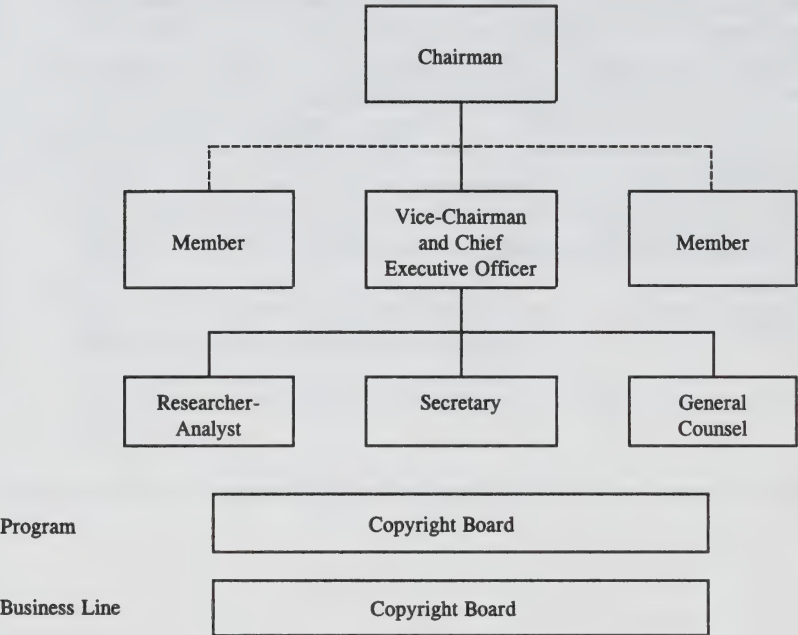 Chairman
Member
Vice-Chairman
and Chief
Executive Officer
Member
Researcher-
Analyst
Secretary
General
Counsel
Program
Copyright Board
Business Line
Copyright Board